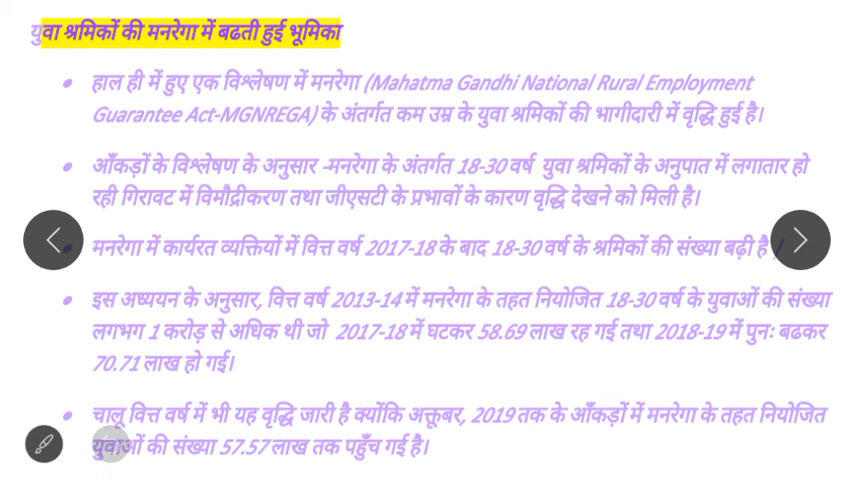 युवा श्रमिकों की मनरेगा में बढती हुई भूमिका
• हाल ही में हुए एक विश्लेषण में मनरेगा (Mahatma Gandhi National Rural Employment
Guarantee Act-MGNREGA) के अंतर्गत कम उम्र के युवा श्रमिकों की भागीदारी में वृद्धि हुई है।
• आँकड़ों के विश्लेषण के अनुसार -मनरेगा के अंतर्गत 18-30 वर्ष युवा श्रमिकों के अनुपात में लगातार हो
रही गिरावट में विमौद्रीकरण तथा जीएसटी के प्रभावों के कारण वृद्धि देखने को मिली है।
मनरेगा में कार्यरत व्यक्तियों में वित्त वर्ष 2017-18 के बाद 18-30 वर्ष के श्रमिकों की संख्या बढ़ी है |
• इस अध्ययन के अनुसार, वित्त वर्ष 2013-14 में मनरेगा के तहत नियोजित 18-30 वर्ष के युवाओं की संख्या
लगभग 1 करोड़ से अधिक थी जो 2017-18 में घटकर 58.69 लाख रह गई तथा 2018-19 में पुनः बढकर
70.71 लाख हो गई।
• चालू वित्त वर्ष में भी यह वृद्धि जारी है क्योंकि अक्तूबर, 2019 तक के आँकड़ों में मनरेगा के तहत नियोजित
युवाओं की संख्या 57.57 लाख तक पहुँच गई है।